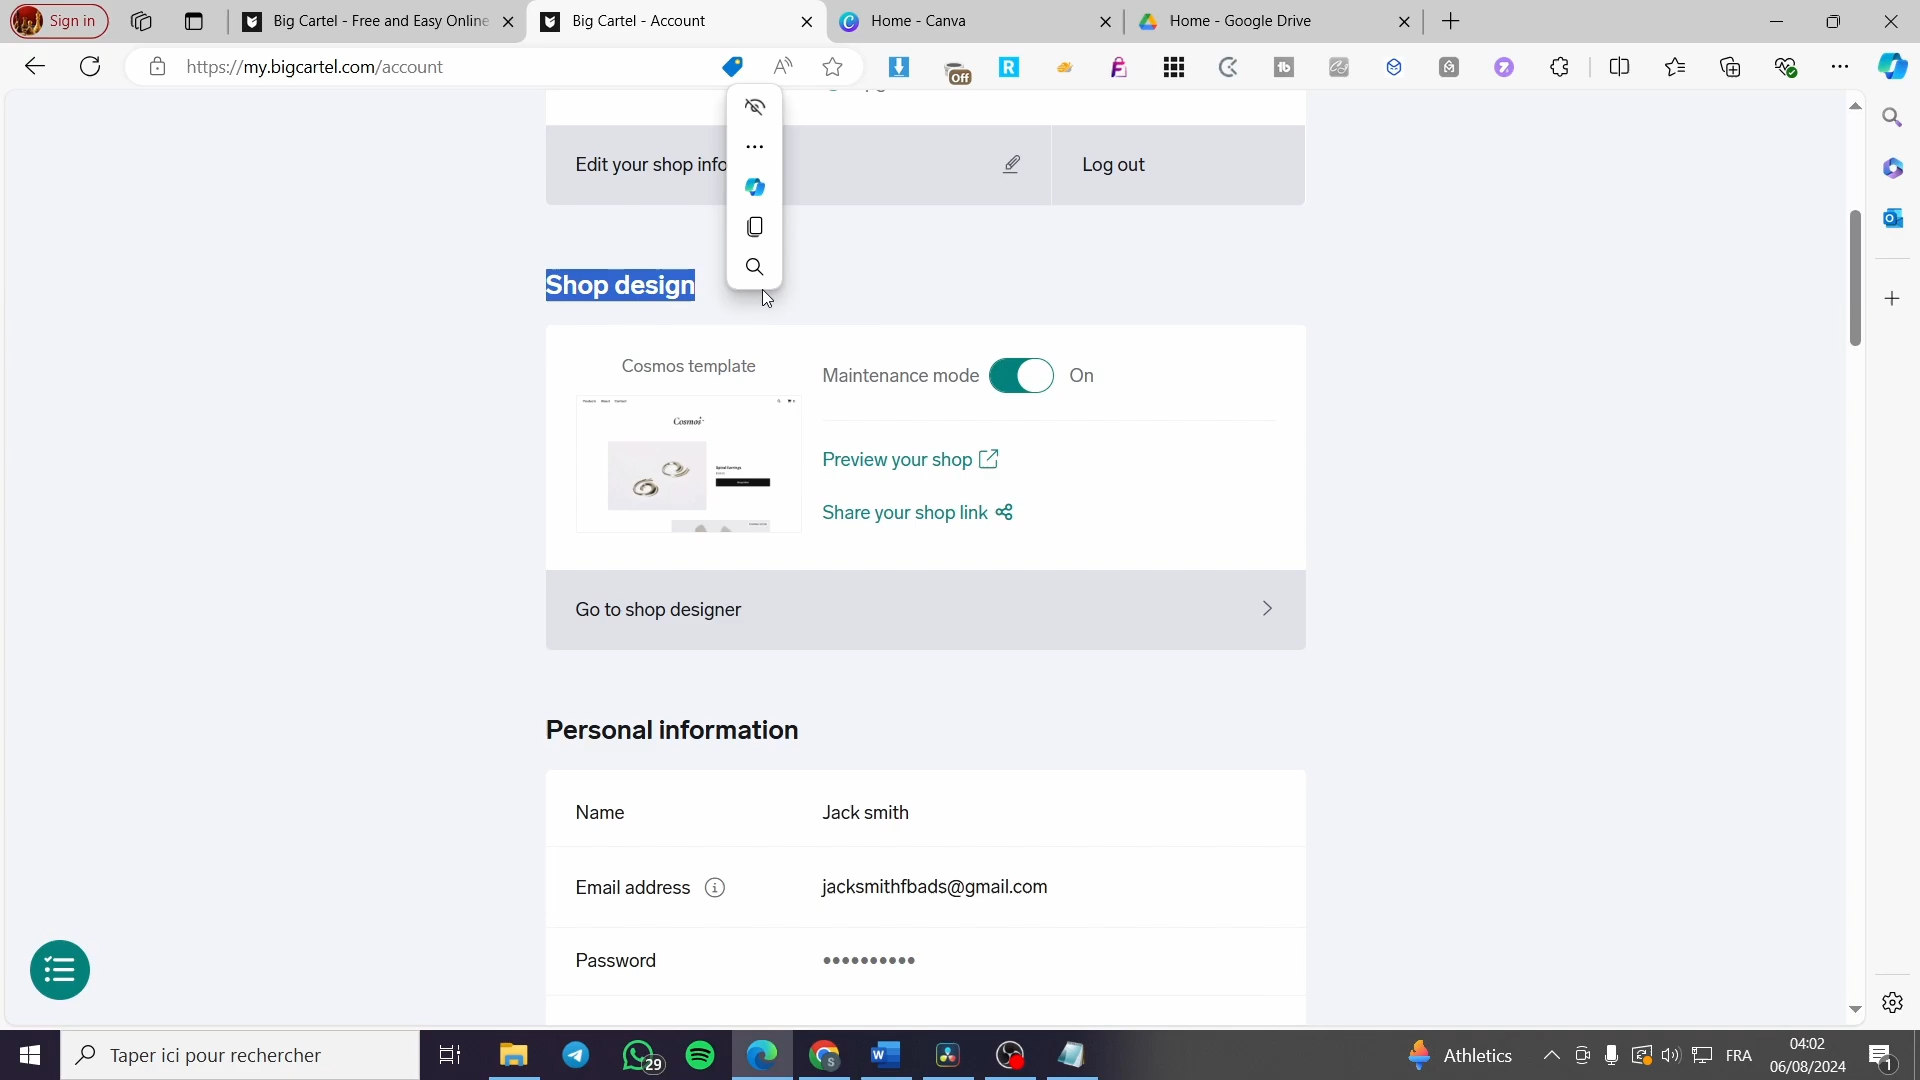 Sign in
Big Cartel - Free and Easy Online
Big Cartel - Account
Home - Canva
Home - Google Drive
https://my.bigcartel.com/account
Off
Edit your shop info
Log out
Shop design
Cosmos template
Cosmos
Maintenance mode
On
Preview your shop
Share your shop link
Go to shop designer
Personal information
Name
Jack smith
Email address
jacksmithfbads@gmail.com
Password
••••••••••
Taper ici pour rechercher
29
Athletics
FRA
04:02
06/08/2024
1